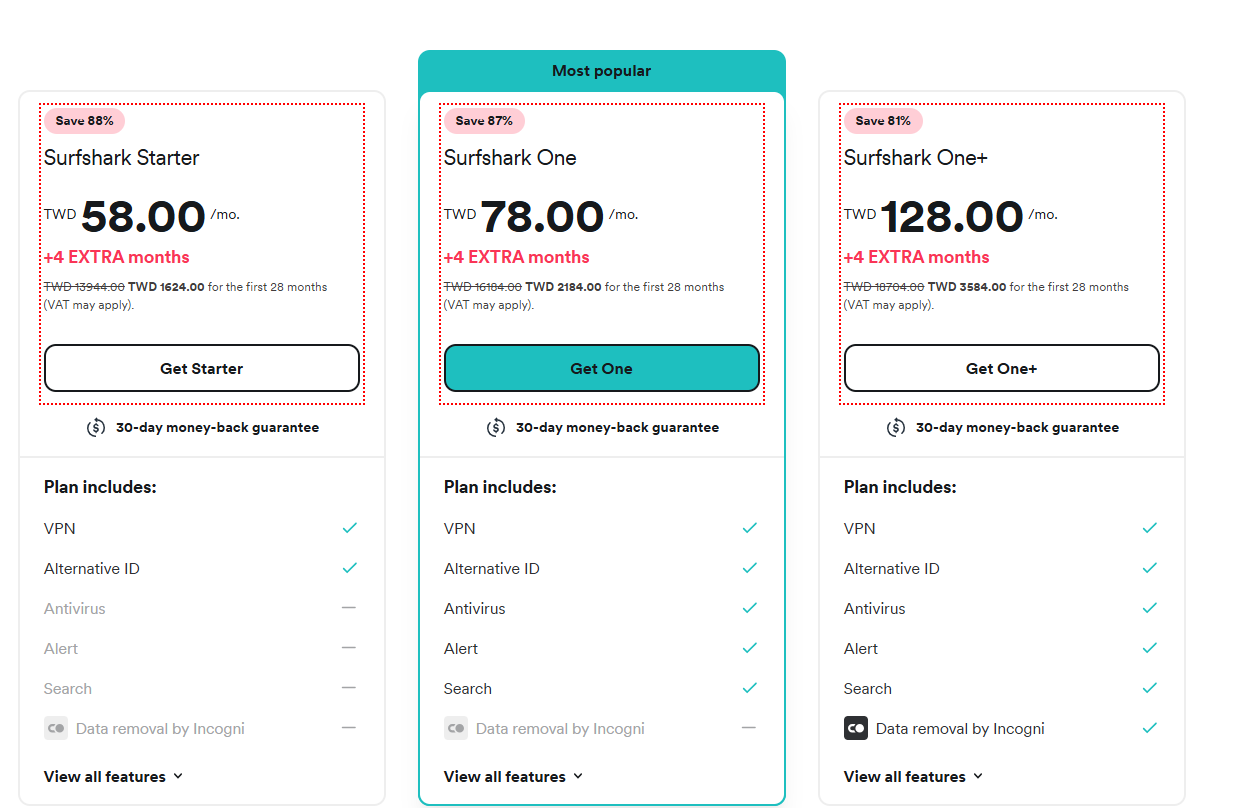 Save 88%
Surfshark Starter
TWD 58.00 /mo.
+4 EXTRA months
TWD 13944.00 TWD 1624.00 for the first 28 months
(VAT may apply).
Get Starter
30-day money-back guarantee
Plan includes:
VPN
Alternative ID
Antivirus
Alert
Search
Data removal by Incogni
View all features
Most popular
Save 87%
Surfshark One
TWD 78.00 /mo.
+4 EXTRA months
TWD 16184.00 TWD 2184.00 for the first 28 months
(VAT may apply).
Get One
30-day money-back guarantee
Plan includes:
VPN
Alternative ID
Antivirus
Alert
Search
Data removal by Incogni
View all features
Save 81%
Surfshark One+
TWD 128.00 /mo.
+4 EXTRA months
TWD 18704.00 TWD 3584.00 for the first 28 months
(VAT may apply).
Get One+
30-day money-back guarantee
Plan includes:
VPN
Alternative ID
Antivirus
Alert
Search
Data removal by Incogni
View all features